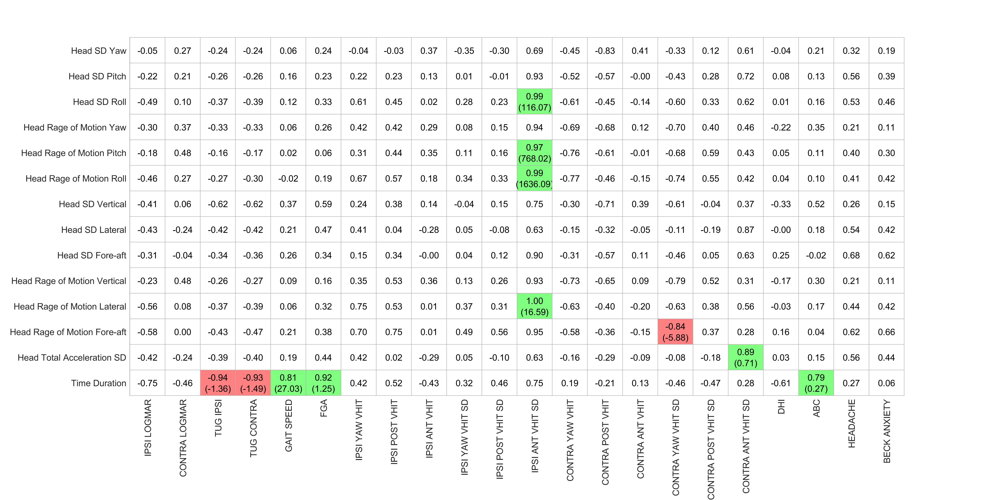 Head SD Yaw -0.05 0.27 -0.24 -0.24 0.06 0.24 -0.04 -0.03 0.37 -0.35 -0.30 0.69 -0.45 -0.83 0.41 -0.33 0.12 0.61 -0.04 0.21 0.32 0.19
Head SD Pitch -0.22 0.21 -0.26 -0.26 0.16 0.23 0.22 0.23 0.13 0.01 -0.01 0.93 -0.52 -0.57 -0.00 -0.43 0.28 0.72 0.08 0.13 0.56 0.39
Head SD Roll -0.49 0.10 -0.37 -0.39 0.12 0.33 0.61 0.45 0.02 0.28 0.23 0.99 (116.07) -0.61 -0.45 -0.14 -0.60 0.33 0.62 0.01 0.16 0.53 0.46
Head Rage of Motion Yaw -0.30 0.37 -0.33 -0.33 0.06 0.26 0.42 0.42 0.29 0.08 0.15 0.94 -0.69 -0.68 0.12 -0.70 0.40 0.46 -0.22 0.35 0.21 0.11
Head Rage of Motion Pitch -0.18 0.48 -0.16 -0.17 0.02 0.06 0.31 0.44 0.35 0.11 0.16 0.97 (768.02) -0.76 -0.61 -0.01 -0.68 0.59 0.43 0.05 0.11 0.40 0.30
Head Rage of Motion Roll -0.46 0.27 -0.27 -0.30 -0.02 0.19 0.67 0.57 0.18 0.34 0.33 0.99 (1636.09) -0.77 -0.46 -0.15 -0.74 0.55 0.42 0.04 0.10 0.41 0.42
Head SD Vertical -0.41 0.06 -0.62 -0.62 0.37 0.59 0.24 0.38 0.14 -0.04 0.15 0.75 -0.30 -0.71 0.39 -0.61 -0.04 0.37 -0.33 0.52 0.26 0.15
Head SD Lateral -0.43 -0.24 -0.42 -0.42 0.21 0.47 0.41 0.04 -0.28 0.05 -0.08 0.63 -0.15 -0.32 -0.05 -0.11 -0.19 0.87 -0.00 0.18 0.54 0.42
Head SD Fore-aft -0.31 -0.04 -0.34 -0.36 0.26 0.34 0.15 0.34 -0.00 0.04 0.12 0.90 -0.31 -0.57 0.11 -0.46 0.05 0.63 0.25 -0.02 0.68 0.62
Head Rage of Motion Vertical -0.23 0.48 -0.26 -0.27 0.09 0.16 0.35 0.53 0.36 0.13 0.26 0.93 -0.73 -0.65 0.09 -0.79 0.52 0.31 -0.17 0.30 0.21 0.11
Head Rage of Motion Lateral -0.56 0.08 -0.37 -0.39 0.06 0.32 0.75 0.53 0.01 0.37 0.31 1.00 (16.59) -0.63 -0.40 -0.20 -0.63 0.38 0.56 -0.03 0.17 0.44 0.42
Head Rage of Motion Fore-aft -0.58 0.00 -0.43 -0.47 0.21 0.38 0.70 0.75 0.01 0.49 0.56 0.95 -0.58 -0.36 -0.15 -0.84 (-5.88) 0.37 0.28 0.16 0.04 0.62 0.66
Head Total Acceleration SD -0.42 -0.24 -0.39 -0.40 0.19 0.44 0.42 0.02 -0.29 0.05 -0.10 0.63 -0.16 -0.29 -0.09 -0.08 -0.18 0.89 (0.71) 0.03 0.15 0.56 0.44
Time Duration -0.75 -0.46 -0.94 (-1.36) -0.93 (-1.49) 0.81 (27.03) 0.92 (1.25) 0.42 0.52 -0.43 0.32 0.46 0.75 0.19 -0.21 0.13 -0.46 -0.47 0.28 -0.61 0.79 (0.27) 0.27 0.06
IPSI LOGMAR
CONTRA LOGMAR
TUG IPSI
TUG CONTRA
GAIT SPEED
FGA
IPSI YAW VHIT
IPSI POST VHIT
IPSI ANT VHIT
IPSI YAW VHIT SD
IPSI POST VHIT SD
IPSI ANT VHIT SD
CONTRA YAW VHIT
CONTRA POST VHIT
CONTRA ANT VHIT
CONTRA YAW VHIT SD
CONTRA POST VHIT SD
CONTRA ANT VHIT SD
DHI
ABC
HEADACHE
BECK ANXIETY